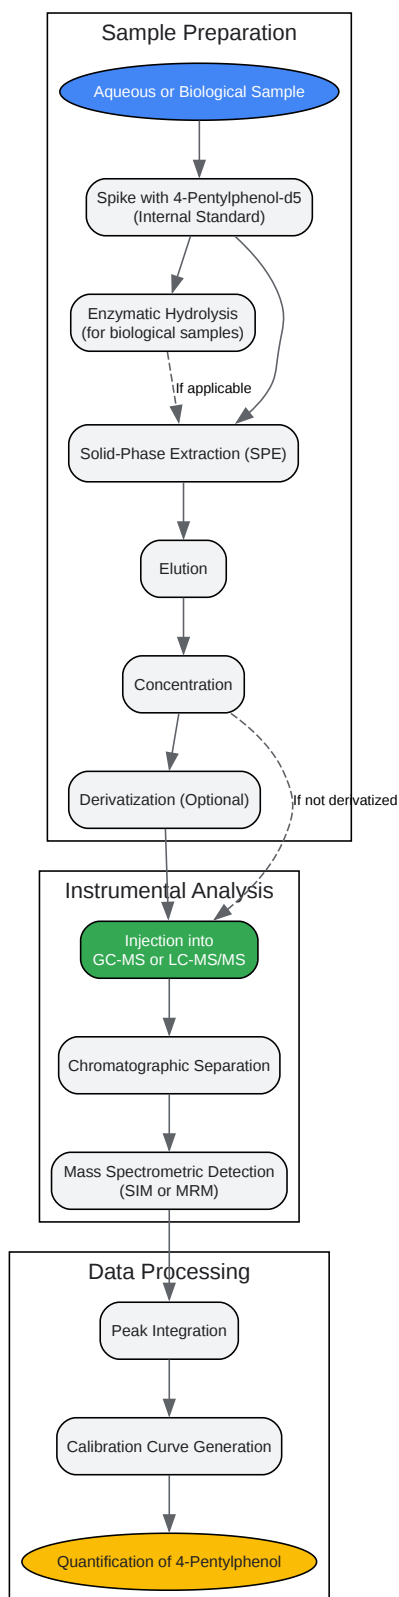 Sample Preparation
Aqueous or Biological Sample
Spike with 4-Pentylphenol-d5
(Internal Standard)
Enzymatic Hydrolysis
(for biological samples)
If applicable
Solid-Phase Extraction (SPE)
Elution
Concentration
Derivatization (Optional)
If not derivatized
Instrumental Analysis
Injection into
GC-MS or LC-MS/MS
Chromatographic Separation
Mass Spectrometric Detection
(SIM or MRM)
Data Processing
Peak Integration
Calibration Curve Generation
Quantification of 4-Pentylphenol